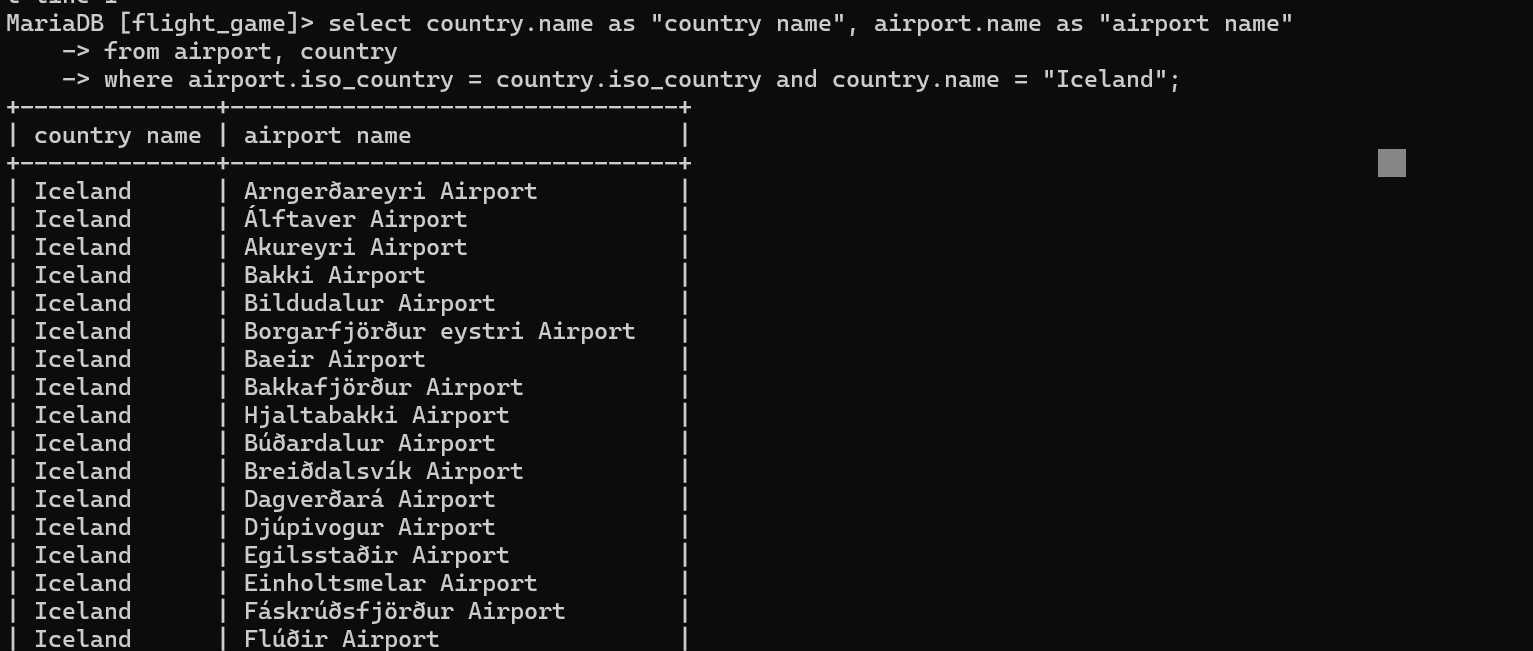 MariaDB [flight_game]> select country.name as "country name", airport.name as "airport name"
    -> from airport, country
    -> where airport.iso_country = country.iso_country and country.name = "Iceland";
+--------------+--------------------------------+
| country name | airport name                   |
+--------------+--------------------------------+
| Iceland      | Arngerðareyri Airport          |
| Iceland      | Álftaver Airport               |
| Iceland      | Akureyri Airport               |
| Iceland      | Bakki Airport                  |
| Iceland      | Bildudalur Airport             |
| Iceland      | Borgarfjörður eystri Airport   |
| Iceland      | Baeir Airport                  |
| Iceland      | Bakkafjörður Airport           |
| Iceland      | Hjaltabakki Airport            |
| Iceland      | Búðardalur Airport             |
| Iceland      | Breiðdalsvík Airport           |
| Iceland      | Dagverðará Airport             |
| Iceland      | Djúpivogur Airport             |
| Iceland      | Egilsstaðir Airport            |
| Iceland      | Einholtsmelar Airport          |
| Iceland      | Fáskrúðsfjörður Airport        |
| Iceland      | Flúðir Airport                 |